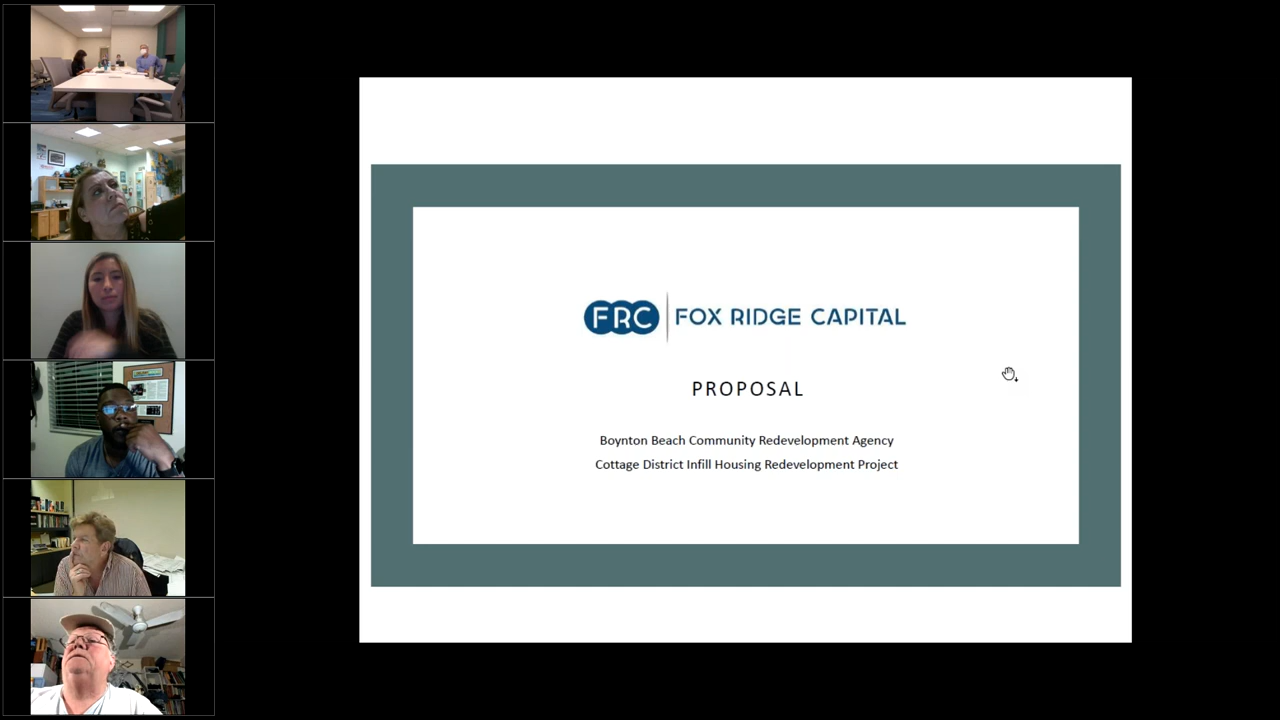 FRC FOX RIDGE CAPITAL
PROPOSAL
Boynton Beach Community Redevelopment Agency
Cottage District Infill Housing Redevelopment Project